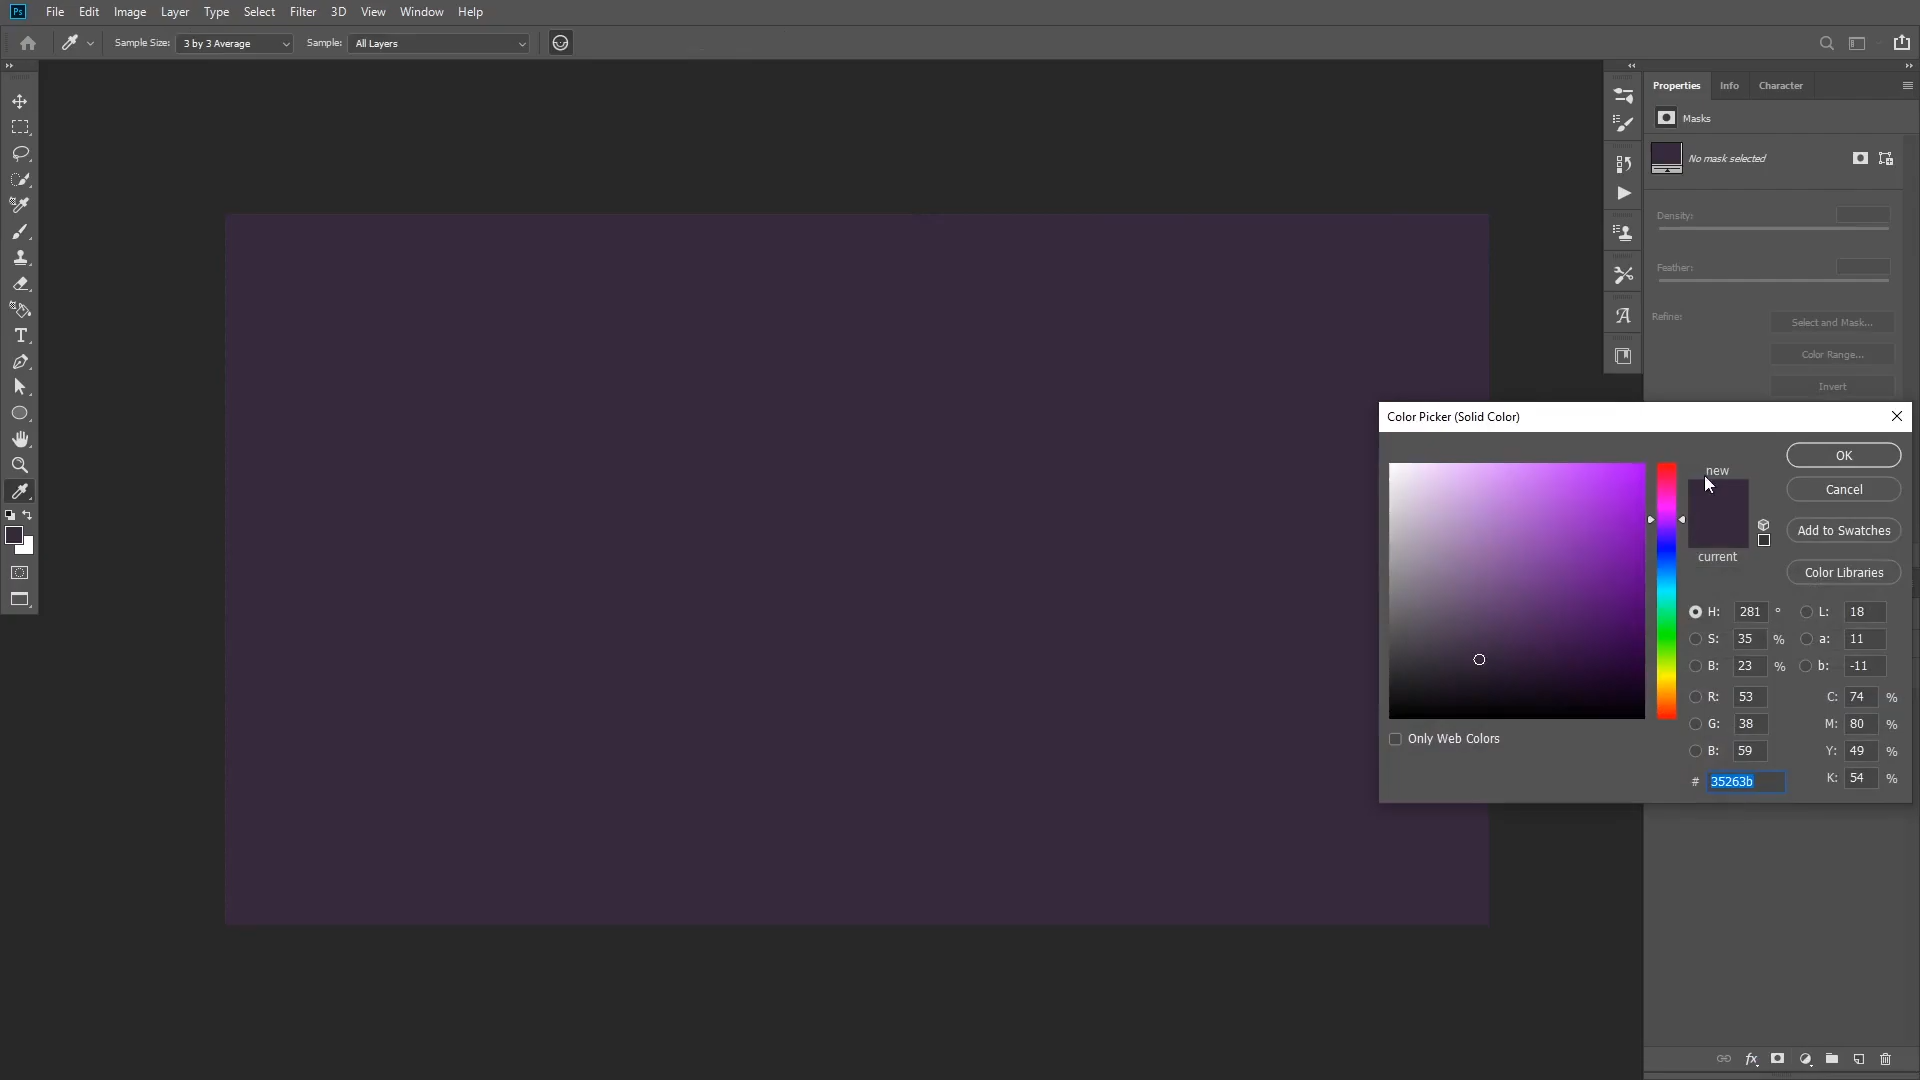 Ps File Edit Image Layer Type Select Filter 3D View Window Help
Sample Size: 3 by 3 Average Sample: All Layers
Properties Info Character
Masks
No mask selected
Density:
Feather:
Refine:
Select and Mask...
Color Range...
Invert
Color Picker (Solid Color)
new
current
OK
Cancel
Add to Swatches
Color Libraries
H: 281 ° L: 18
S: 35 % a: 11
B: 23 % b: -11
R: 53 C: 74 %
G: 38 M: 80 %
B: 59 Y: 49 %
# 35263b K: 54 %
Only Web Colors
fx